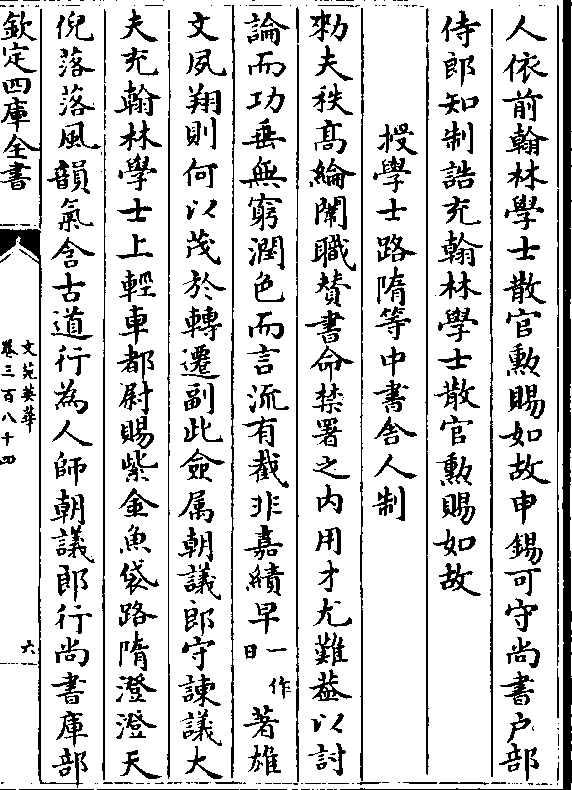 人依前翰林學士散官勲賜如故申錫可守尚書户部
侍郎知制誥充翰林學士散官勲賜如故
授學士路隋等中書舍人制
勑夫秩髙綸閣職賛書命禁署之内用才尤難葢以討
論而功垂無窮潤色而言流有截非嘉績早一作日著雄
文夙翔則何以茂於轉遷副此僉属朝議郎守諫議大
夫充翰林學士上輕車都尉賜紫金魚袋路隋澄澄天
倪落落風韻氣含古道行為人師朝議郎行尚書庫部
欽定四庫全書
文苑英華
卷三百八十四
六